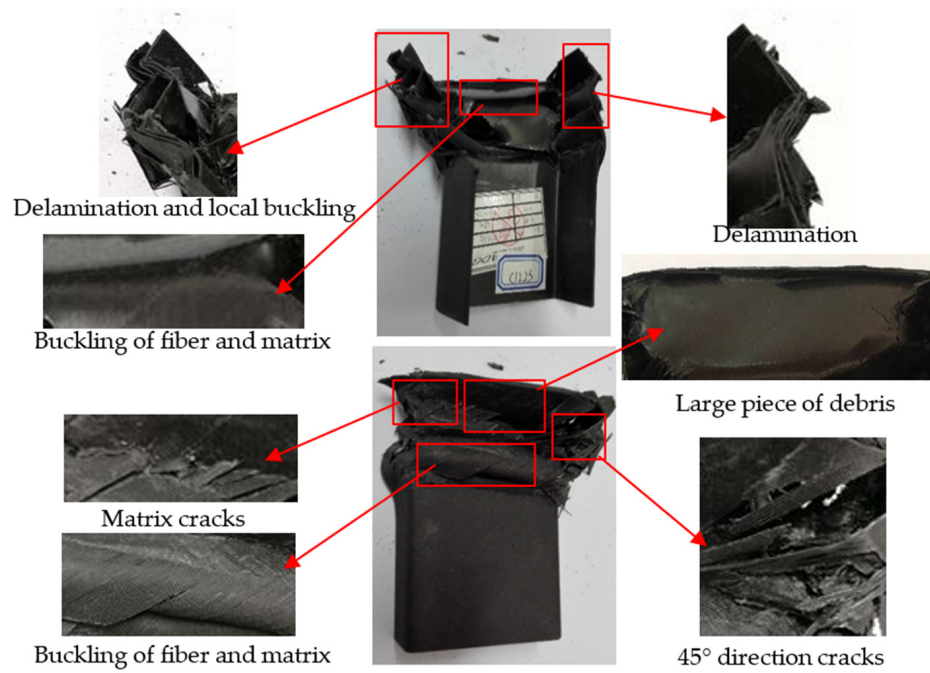 Delamination and local buckling
Delamination
Buckling of fiber and matrix
Large piece of debris
Matrix cracks
Buckling of fiber and matrix
45° direction cracks